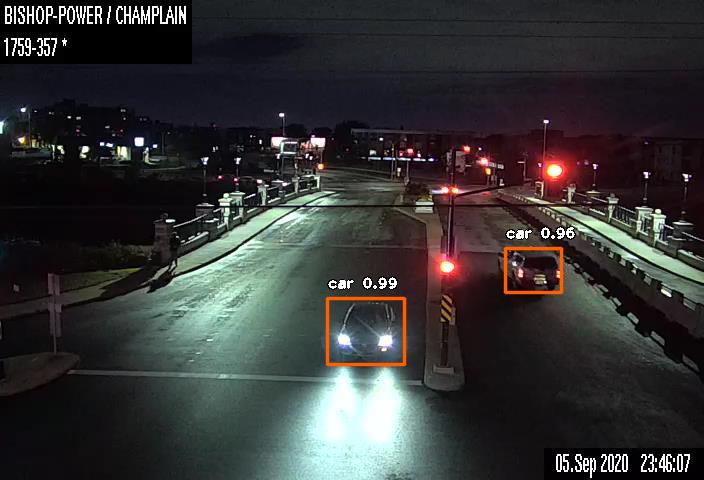 BISHOP-POWER / CHAMPLAIN
1759-357 *
car 0.96
car 0.99
05.Sep 2020 23:46:07